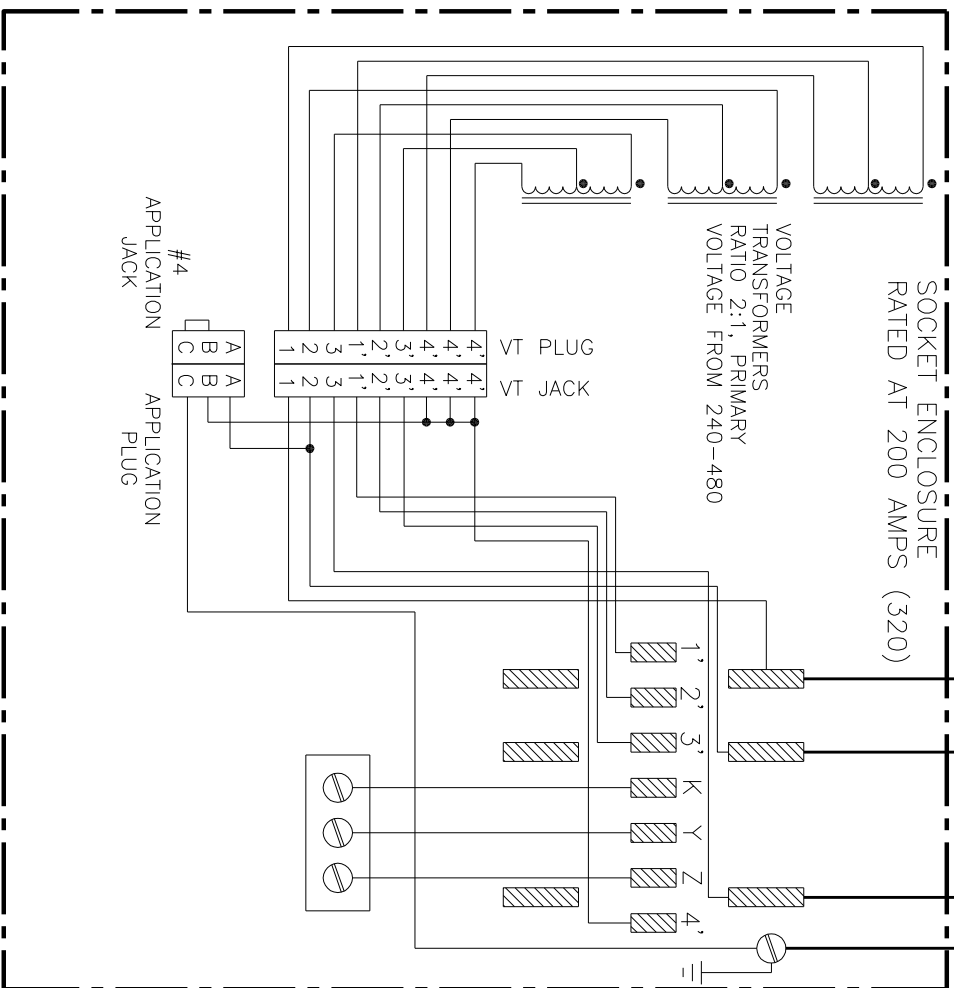 SOCKET ENCLOSURE
RATED AT 200 AMPS (320)
VOLTAGE
TRANSFORMERS
RATIO 2:1, PRIMARY
VOLTAGE FROM 240-480
VT PLUG
VT JACK
4' 4'
4' 4'
4' 4'
3' 3'
2' 2'
1' 1'
3 3
2 2
1 1
A A
B B
C C
#4
APPLICATION
JACK
APPLICATION
PLUG
1'
2'
3'
K
Y
Z
4'